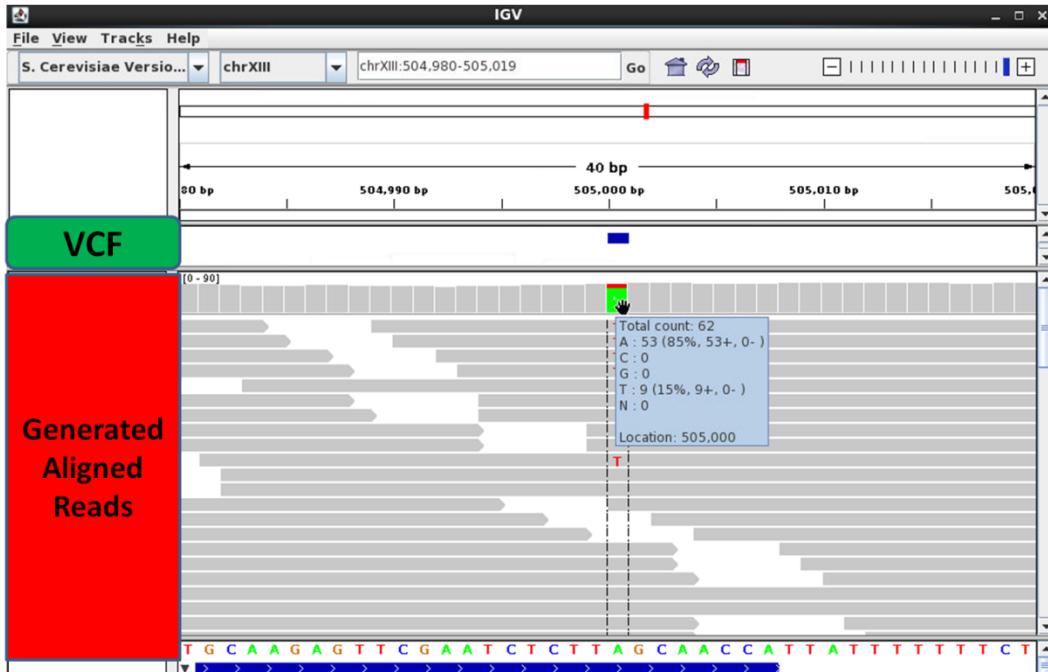 IGV
File View Tracks Help
S. Cerevisiae Versio... chrXIII chrXIII:504,980-505,019 Go
40 bp
80 bp 504,990 bp 505,000 bp 505,010 bp 505,0
VCF
[0 - 90]
Total count: 62
A : 53 (85%, 53+, 0- )
C : 0
G : 0
T : 9 (15%, 9+, 0- )
N : 0
Location: 505,000
T
Generated
Aligned
Reads
T G C A A G A G T T C G A A T C T C T T A G C A A C C A T T A T T T T T T C T